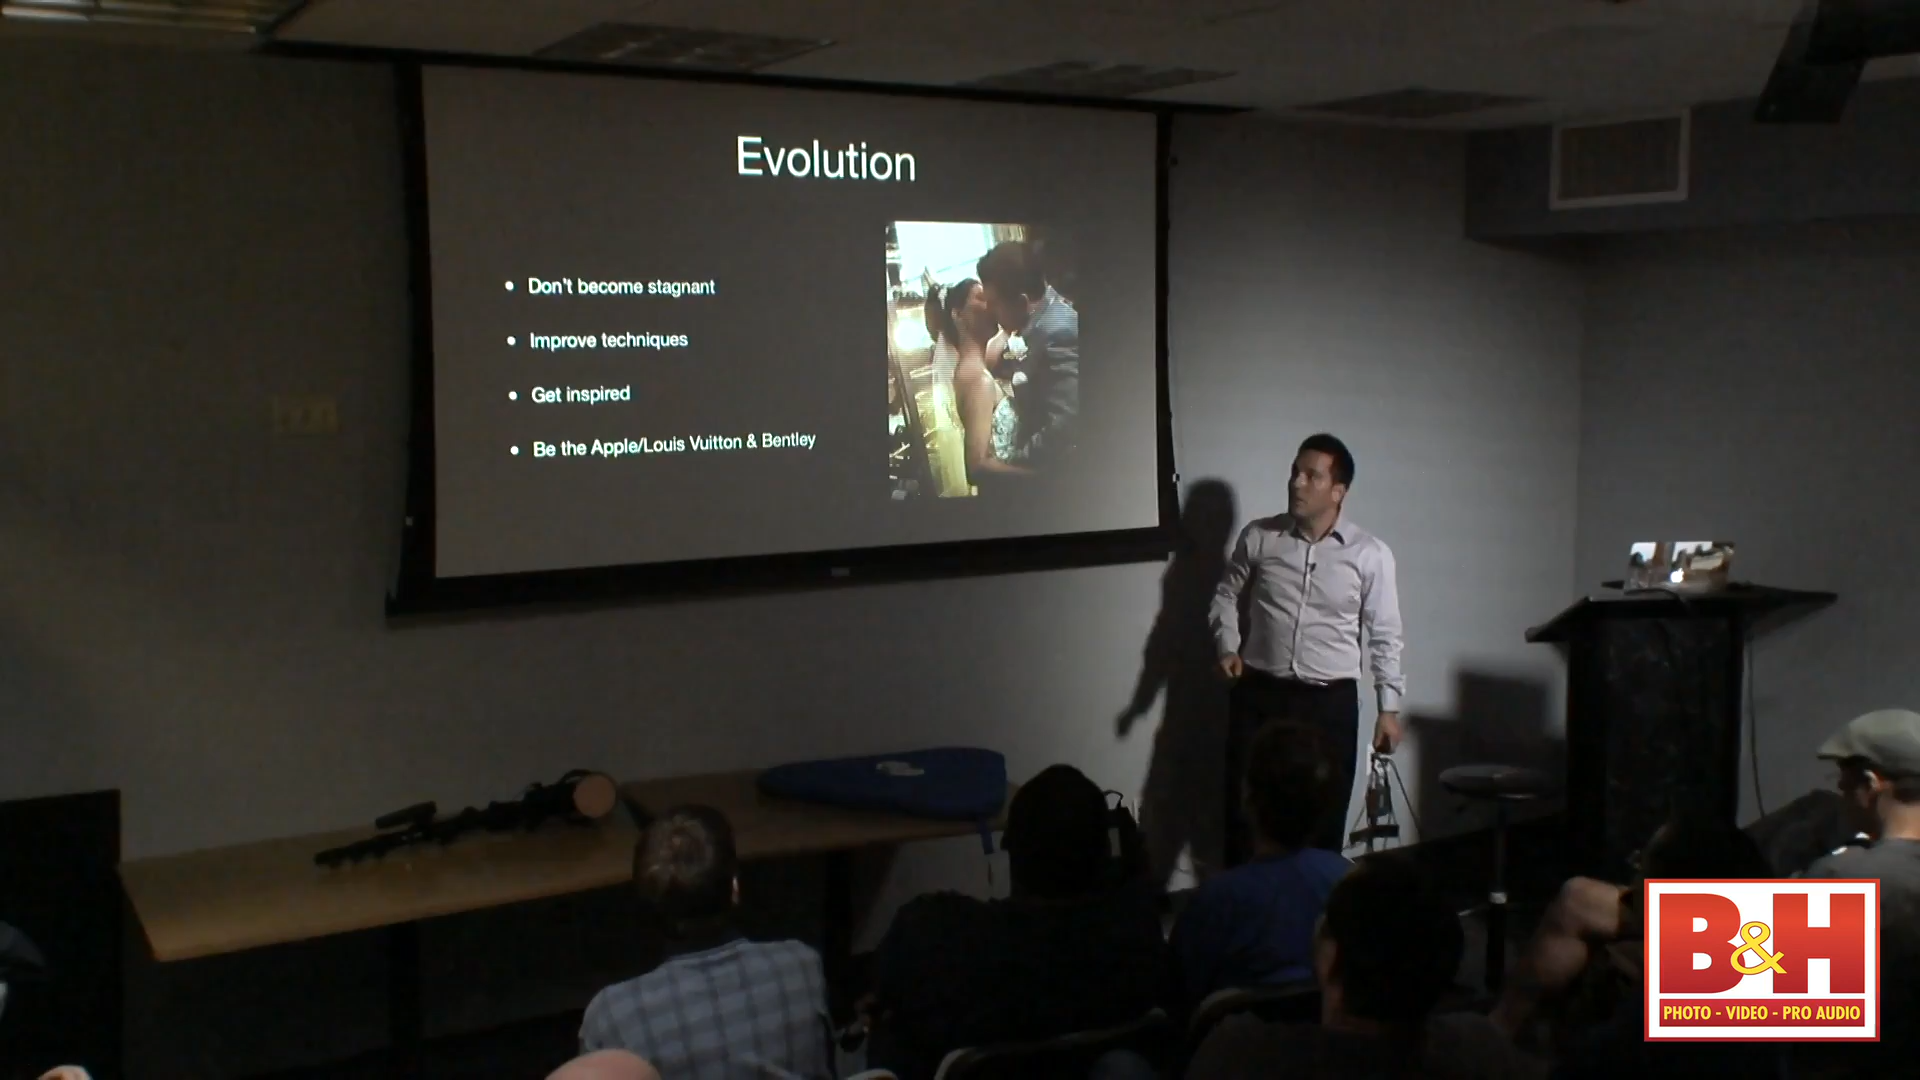 Evolution
Don't become stagnant
Improve techniques
Get inspired
Be the Apple/Louis Vuitton & Bentley
B&H
PHOTO - VIDEO - PRO AUDIO